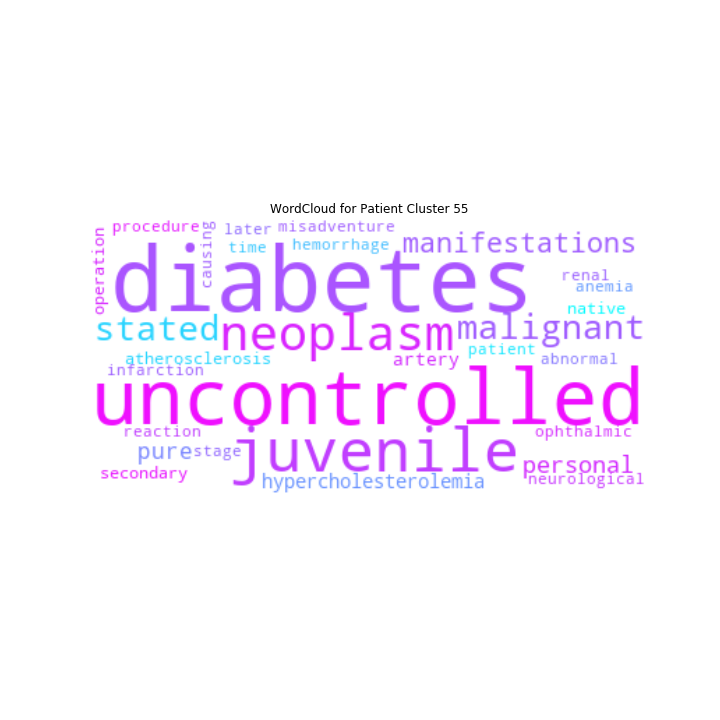 WordCloud for Patient Cluster 55
operation
procedure
causing
later
misadventure
time
hemorrhage
manifestations
diabetes
renal
anemia
native
stated
neoplasm
malignant
patient
atherosclerosis
artery
abnormal
infarction
uncontrolled
reaction
juvenile
ophthalmic
pure
stage
personal
secondary
hypercholesterolemia
neurological